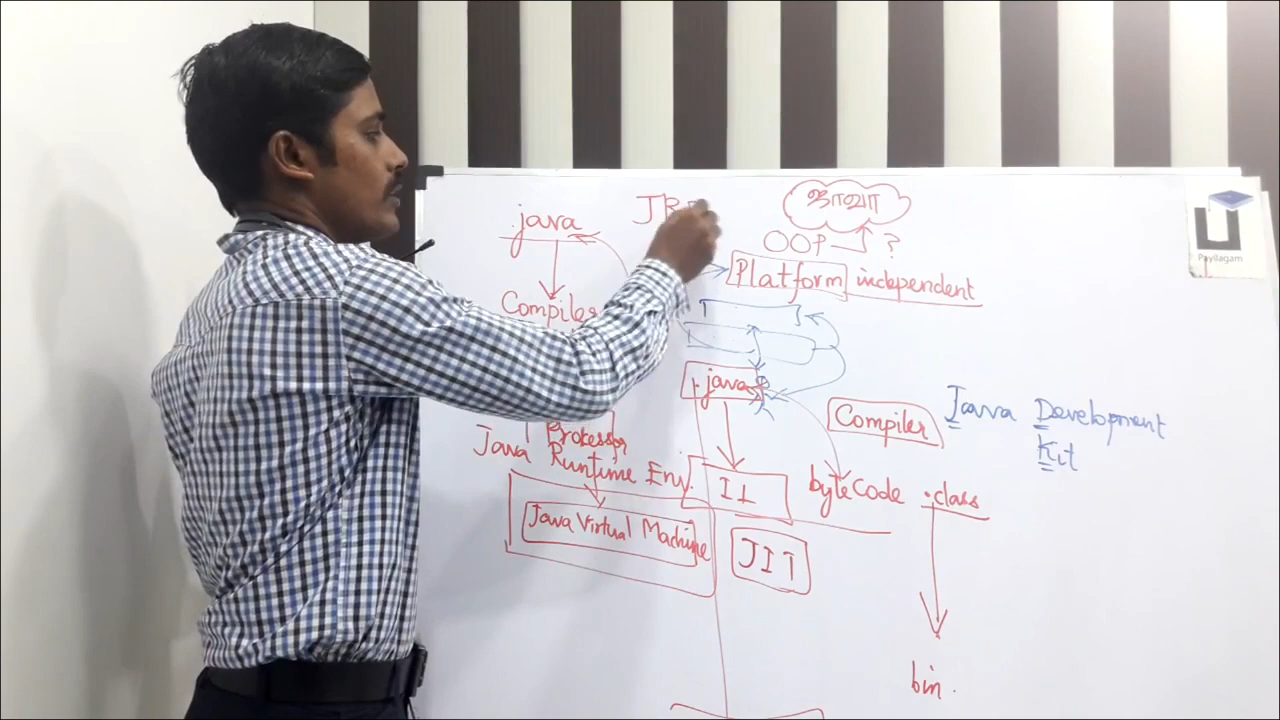 java
ஜாவா
OOP ?
Platform independent
Compiler
.java
Compiler
Java Development
Kit
Processor
Java Runtime Env.
IL
byteCode .class
Java Virtual Machine
JIT
bin.
Payilagam